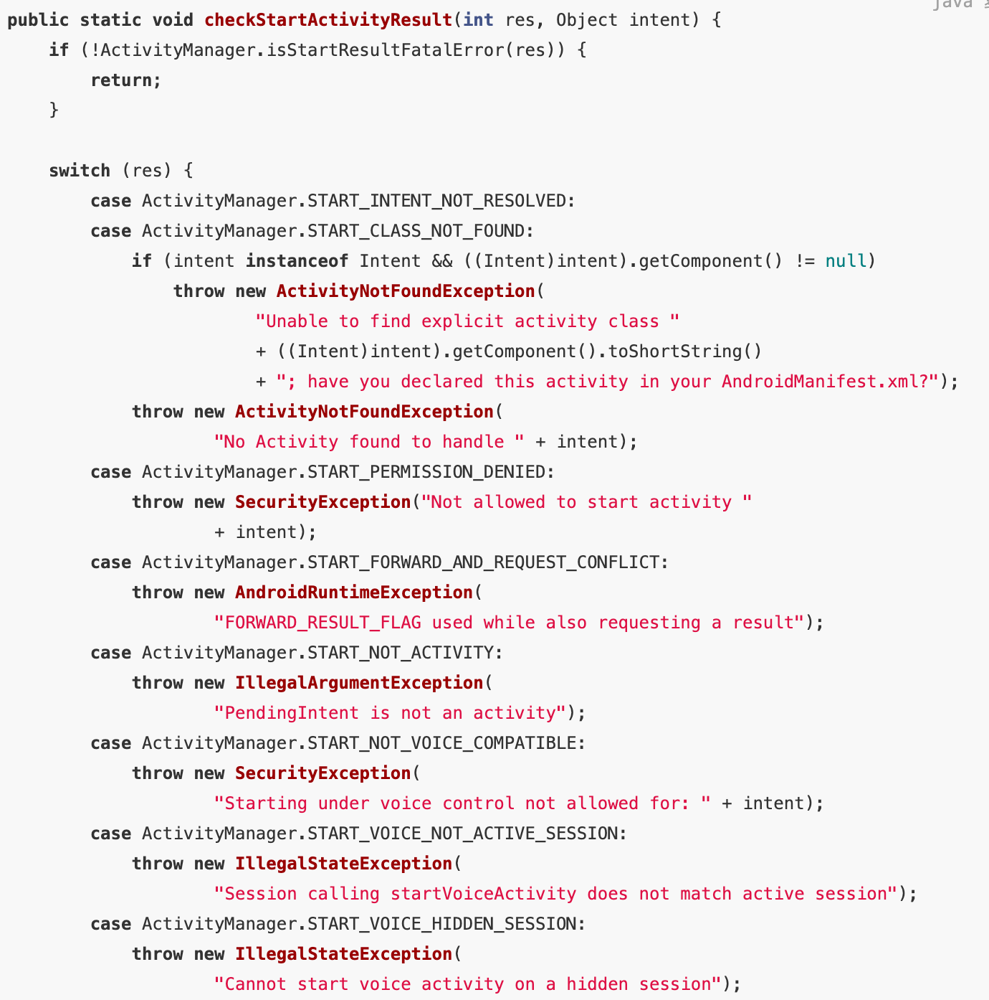 java
public static void checkStartActivityResult(int res, Object intent) {
    if (!ActivityManager.isStartResultFatalError(res)) {
        return;
    }

    switch (res) {
        case ActivityManager.START_INTENT_NOT_RESOLVED:
        case ActivityManager.START_CLASS_NOT_FOUND:
            if (intent instanceof Intent && ((Intent)intent).getComponent() != null)
                throw new ActivityNotFoundException(
                        "Unable to find explicit activity class "
                        + ((Intent)intent).getComponent().toShortString()
                        + "; have you declared this activity in your AndroidManifest.xml?");
            throw new ActivityNotFoundException(
                    "No Activity found to handle " + intent);
        case ActivityManager.START_PERMISSION_DENIED:
            throw new SecurityException("Not allowed to start activity "
                    + intent);
        case ActivityManager.START_FORWARD_AND_REQUEST_CONFLICT:
            throw new AndroidRuntimeException(
                    "FORWARD_RESULT_FLAG used while also requesting a result");
        case ActivityManager.START_NOT_ACTIVITY:
            throw new IllegalArgumentException(
                    "PendingIntent is not an activity");
        case ActivityManager.START_NOT_VOICE_COMPATIBLE:
            throw new SecurityException(
                    "Starting under voice control not allowed for: " + intent);
        case ActivityManager.START_VOICE_NOT_ACTIVE_SESSION:
            throw new IllegalStateException(
                    "Session calling startVoiceActivity does not match active session");
        case ActivityManager.START_VOICE_HIDDEN_SESSION:
            throw new IllegalStateException(
                    "Cannot start voice activity on a hidden session");